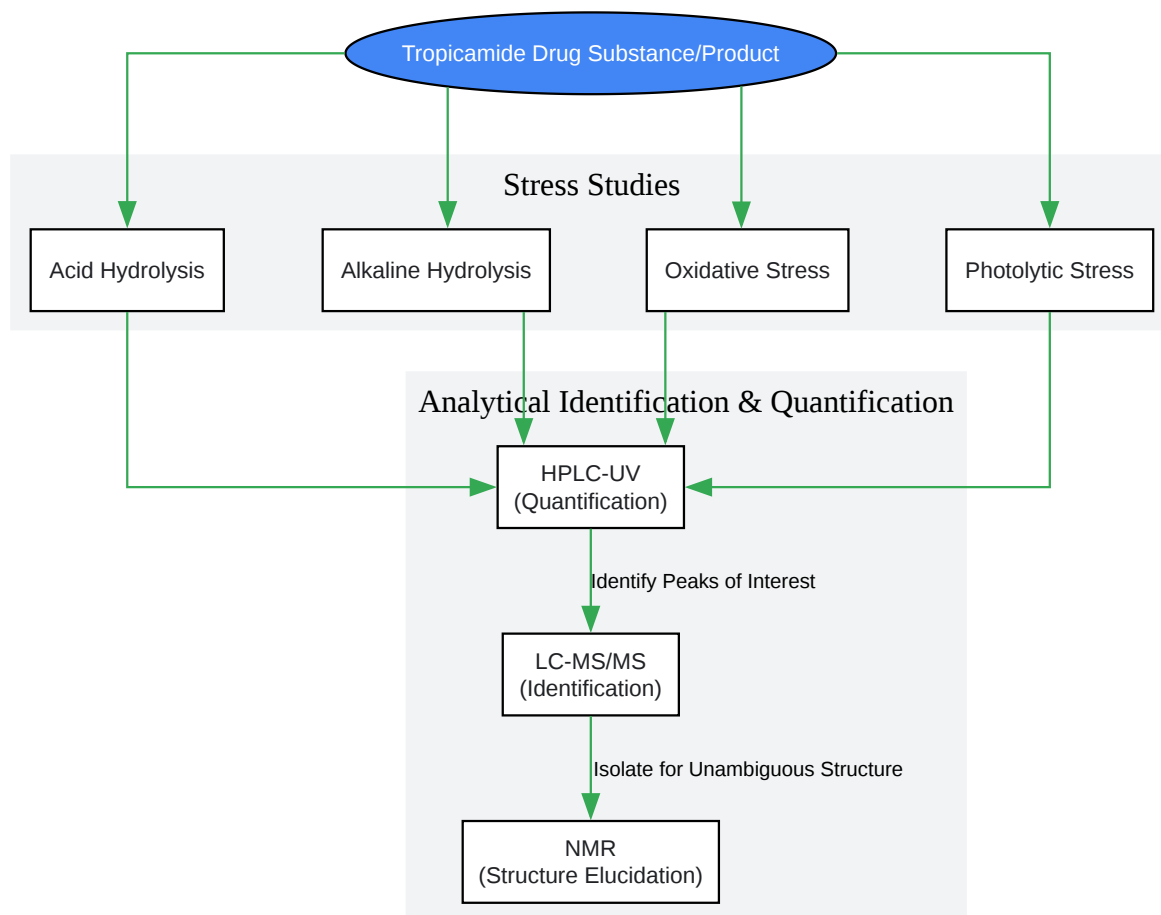 Tropicamide Drug Substance/Product
Stress Studies
Acid Hydrolysis
Alkaline Hydrolysis
Oxidative Stress
Photolytic Stress
Analytical Identification & Quantification
HPLC-UV
(Quantification)
Identify Peaks of Interest
LC-MS/MS
(Identification)
Isolate for Unambiguous Structure
NMR
(Structure Elucidation)